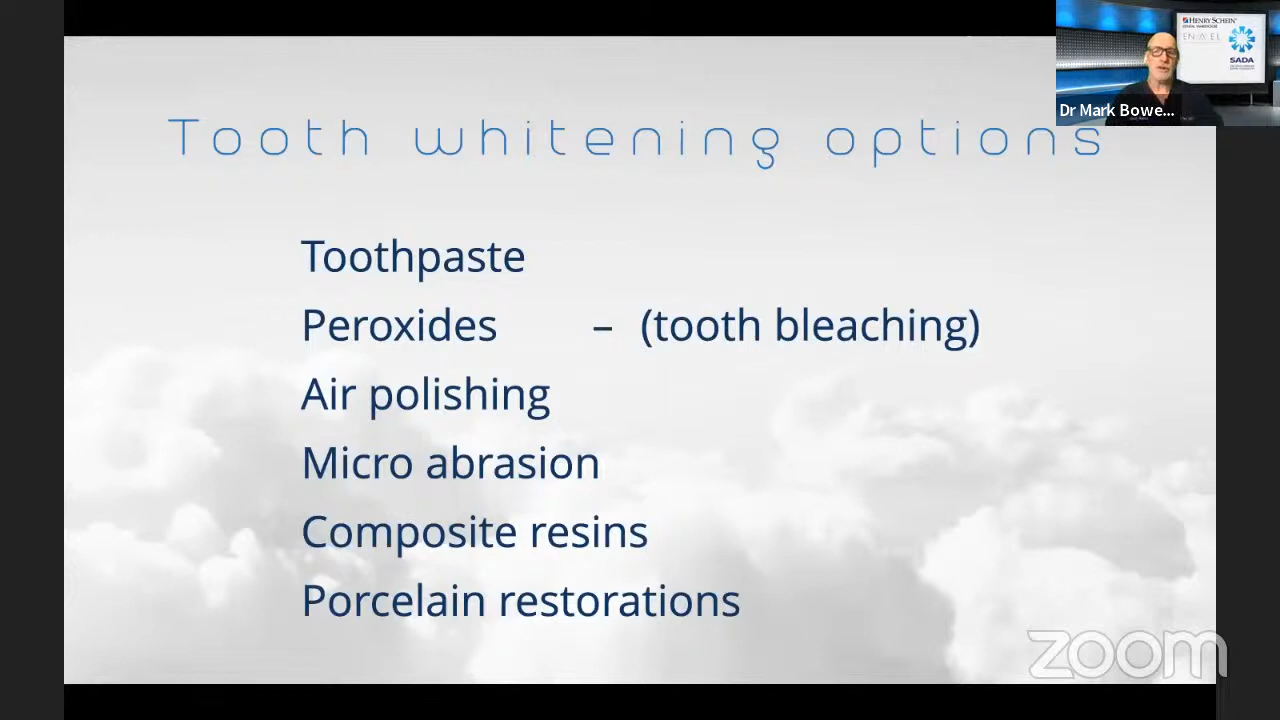 HENRY SCHEIN
SADA
Dr Mark Bowe...
Tooth whitening options
Toothpaste
Peroxides – (tooth bleaching)
Air polishing
Micro abrasion
Composite resins
Porcelain restorations
zoom